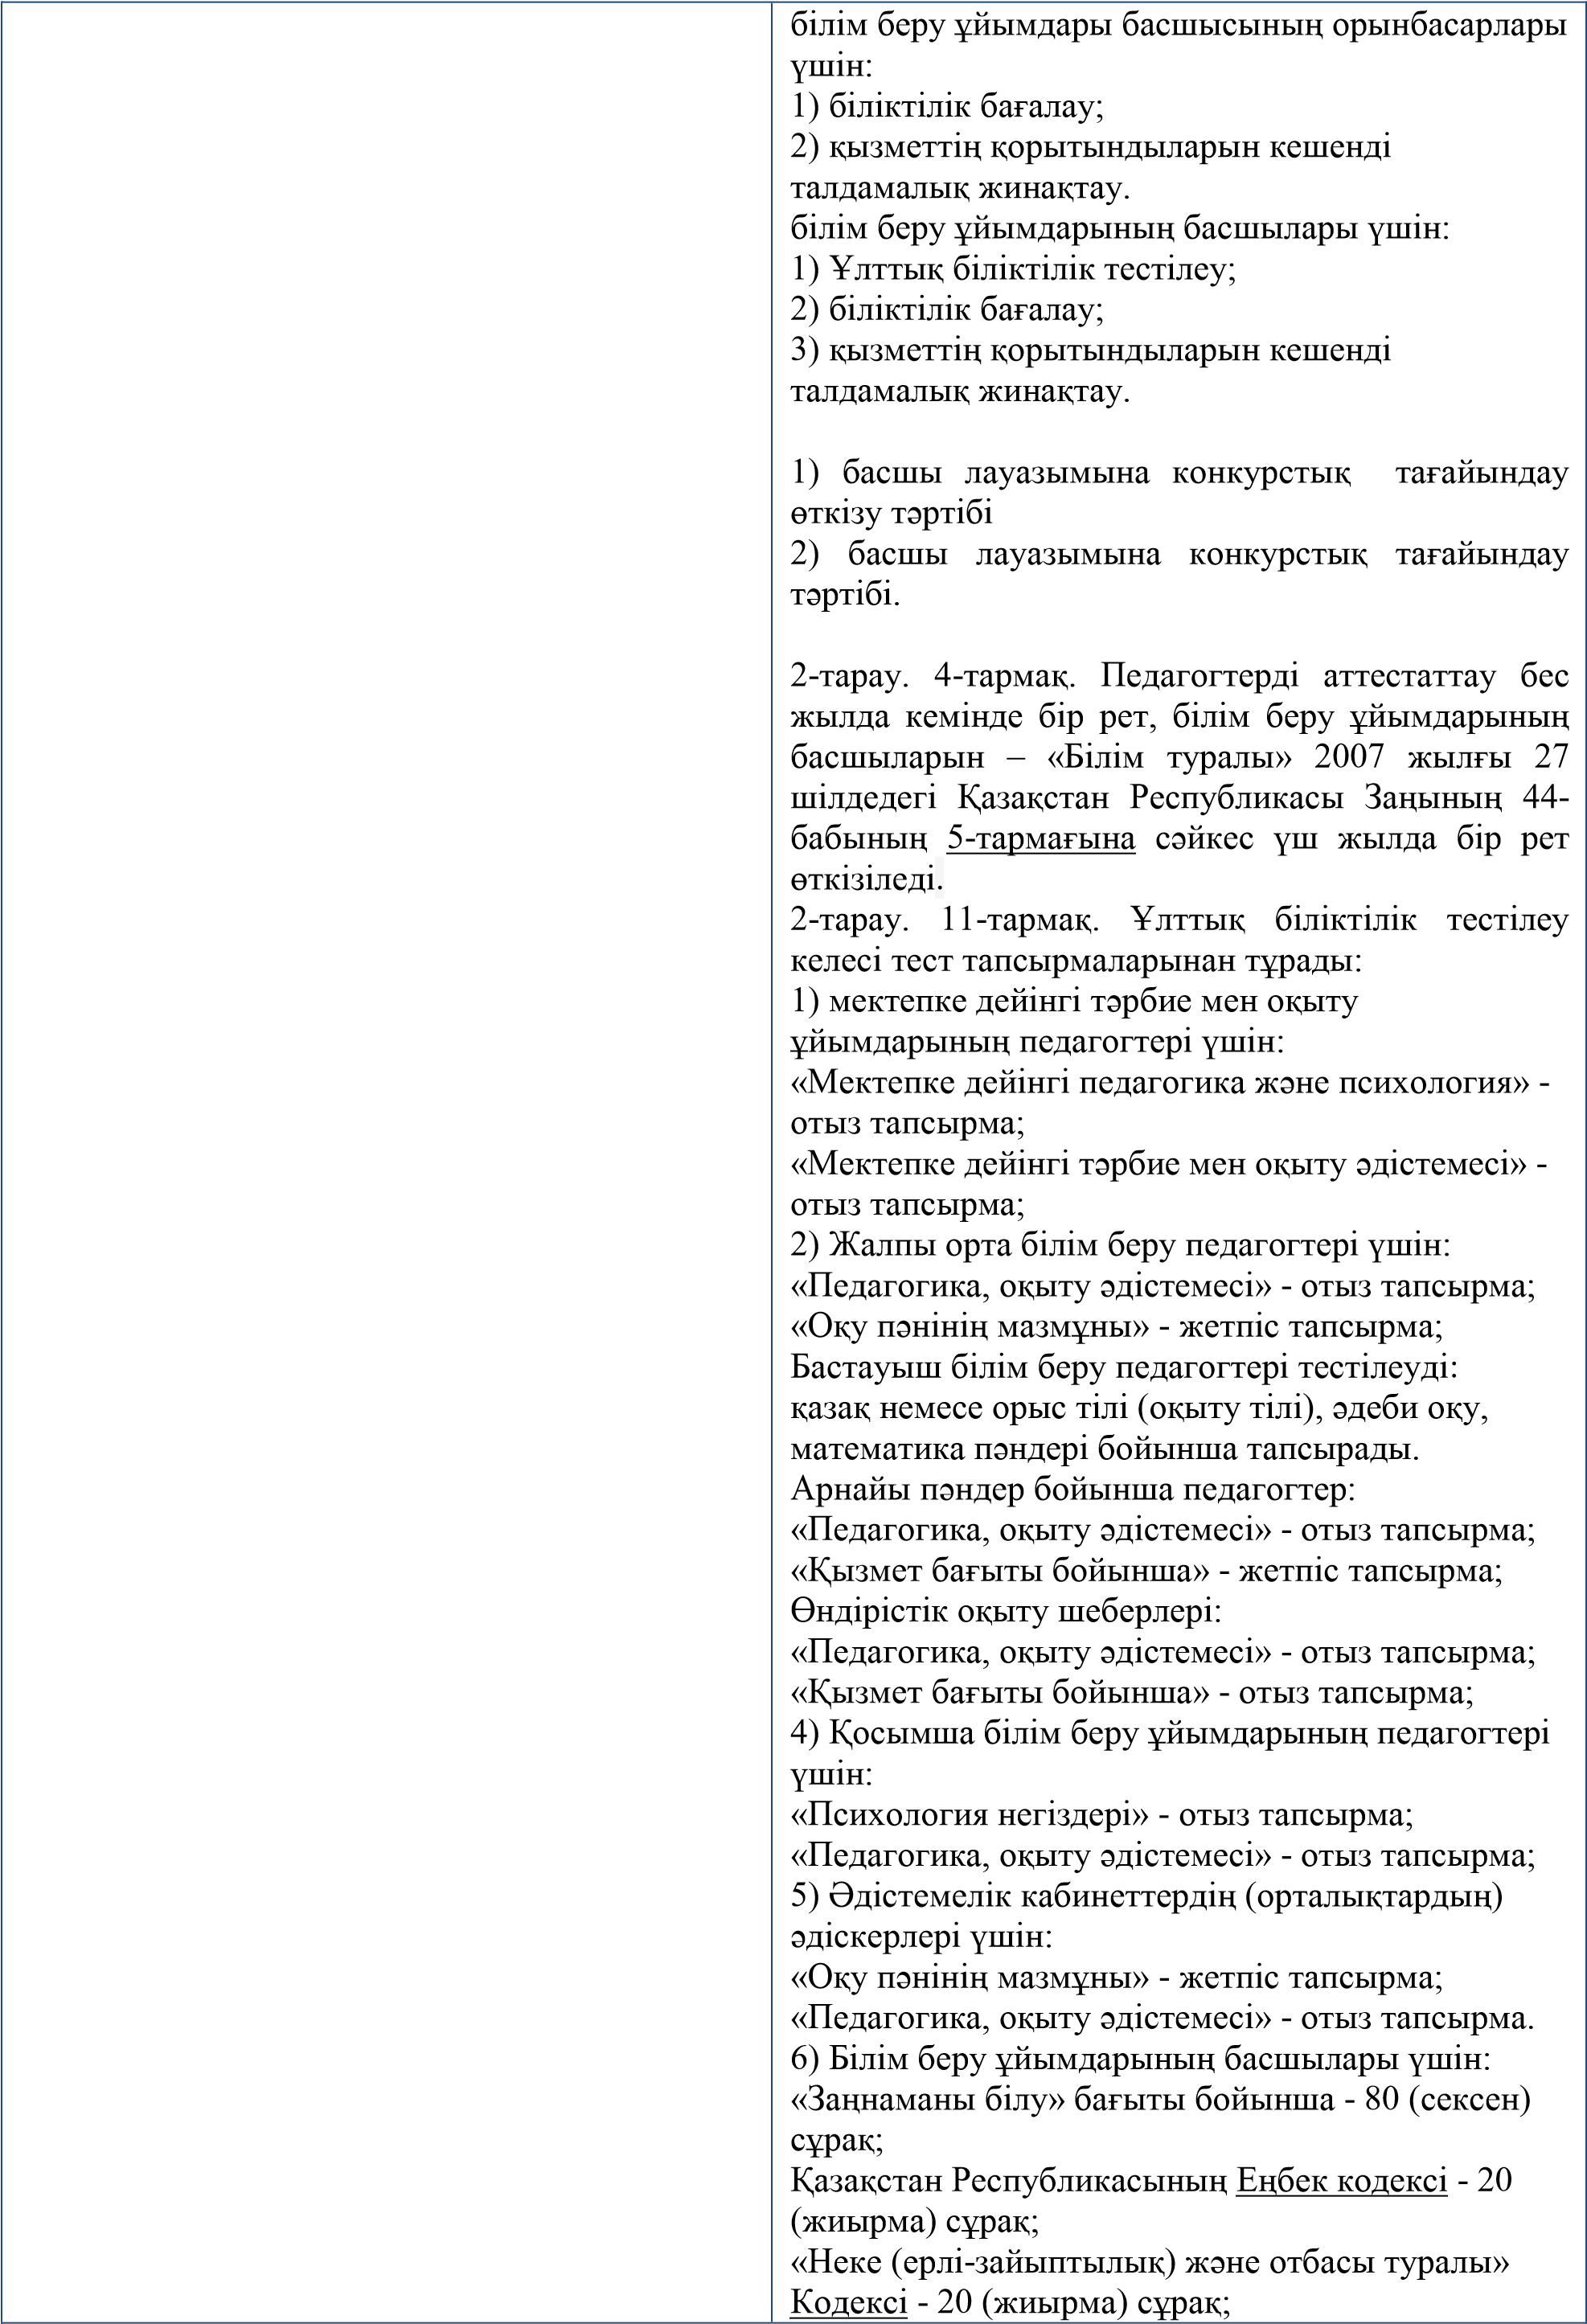 білім беру ұйымдары басшысының орынбасарлары
үшін:
1) біліктілік бағалау;
2) қызметтің қорытындыларын кешенді
талдамалық жинақтау.
білім беру ұйымдарының басшылары үшін:
1) Ұлттық біліктілік тестілеу;
2) біліктілік бағалау;
3) қызметтің қорытындыларын кешенді
талдамалық жинақтау.
1) басшы лауазымына конкурстық тағайындау
өткізу тәртібі
2) басшы лауазымына конкурстық тағайындау
тәртібі.
2-тарау. 4-тармақ. Педагогтерді аттестаттау бес
жылда кемінде бір рет, білім беру ұйымдарының
басшыларын – «Білім туралы» 2007 жылғы 27
шілдедегі Қазақстан Республикасы Заңының 44-
бабының 5-тармағына сәйкес үш жылда бір рет
өткізіледі.
2-тарау. 11-тармақ. Ұлттық біліктілік тестілеу
келесі тест тапсырмаларынан тұрады:
1) мектепке дейінгі тәрбие мен оқыту
ұйымдарының педагогтері үшін:
«Мектепке дейінгі педагогика және психология» -
отыз тапсырма;
«Мектепке дейінгі тәрбие мен оқыту әдістемесі» -
отыз тапсырма;
2) Жалпы орта білім беру педагогтері үшін:
«Педагогика, оқыту әдістемесі» - отыз тапсырма;
«Оқу пәнінің мазмұны» - жетпіс тапсырма;
Бастауыш білім беру педагогтері тестілеуді:
қазақ немесе орыс тілі (оқыту тілі), әдеби оқу,
математика пәндері бойынша тапсырады.
Арнайы пәндер бойынша педагогтер:
«Педагогика, оқыту әдістемесі» - отыз тапсырма;
«Қызмет бағыты бойынша» - жетпіс тапсырма;
Өндірістік оқыту шеберлері:
«Педагогика, оқыту әдістемесі» - отыз тапсырма;
«Қызмет бағыты бойынша» - отыз тапсырма;
4) Қосымша білім беру ұйымдарының педагогтері
үшін:
«Психология негіздері» - отыз тапсырма;
«Педагогика, оқыту әдістемесі» - отыз тапсырма;
5) Әдістемелік кабинеттердің (орталықтардың)
әдіскерлері үшін:
«Оқу пәнінің мазмұны» - жетпіс тапсырма;
«Педагогика, оқыту әдістемесі» - отыз тапсырма.
6) Білім беру ұйымдарының басшылары үшін:
«Заңнаманы білу» бағыты бойынша - 80 (сексен)
сұрақ;
Қазақстан Республикасының Еңбек кодексі - 20
(жиырма) сұрақ;
«Неке (ерлі-зайыптылық) және отбасы туралы»
Кодексі - 20 (жиырма) сұрақ;